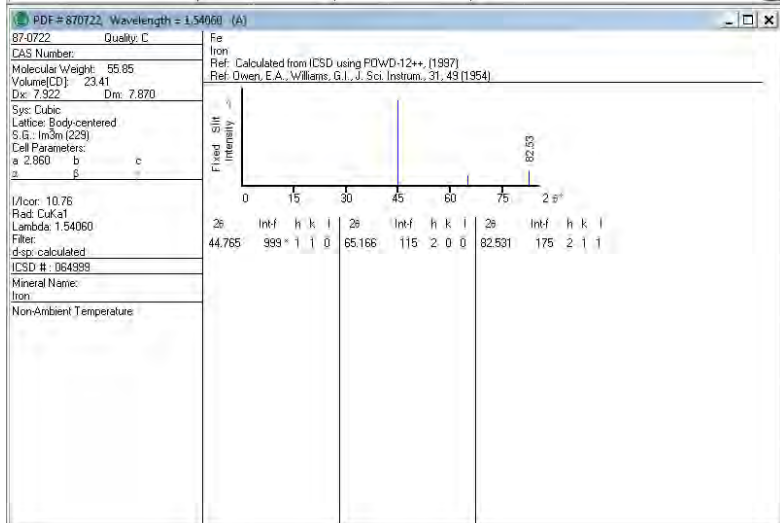 PDF # 870722, Wavelength = 1.54060 (A)
87-0722 Quality: C
CAS Number:
Molecular Weight: 55.85
Volume[CD]: 23.41
Dx: 7.922 Dm: 7.870
Sys: Cubic
Lattice: Body-centered
S.G.: Im3m (229)
Cell Parameters:
a 2.860 b c
α β
I/Icor: 10.76
Rad: CuKa1
Lambda: 1.54060
Filter:
d-sp: calculated
ICSD # : 064999
Mineral Name:
Iron
Non-Ambient Temperature
Fe
Iron
Ref: Calculated from ICSD using POWD-12++, (1997)
Ref: Owen, E.A., Williams, G.I., J. Sci. Instrum., 31, 49 (1954)
Fixed Slit
Intensity
82.53
0 15 30 45 60 75 2 θ°
2θ Int-f h k l 2θ Int-f h k l 2θ Int-f h k l
44.765 999 * 1 1 0 65.166 115 2 0 0 82.531 175 2 1 1